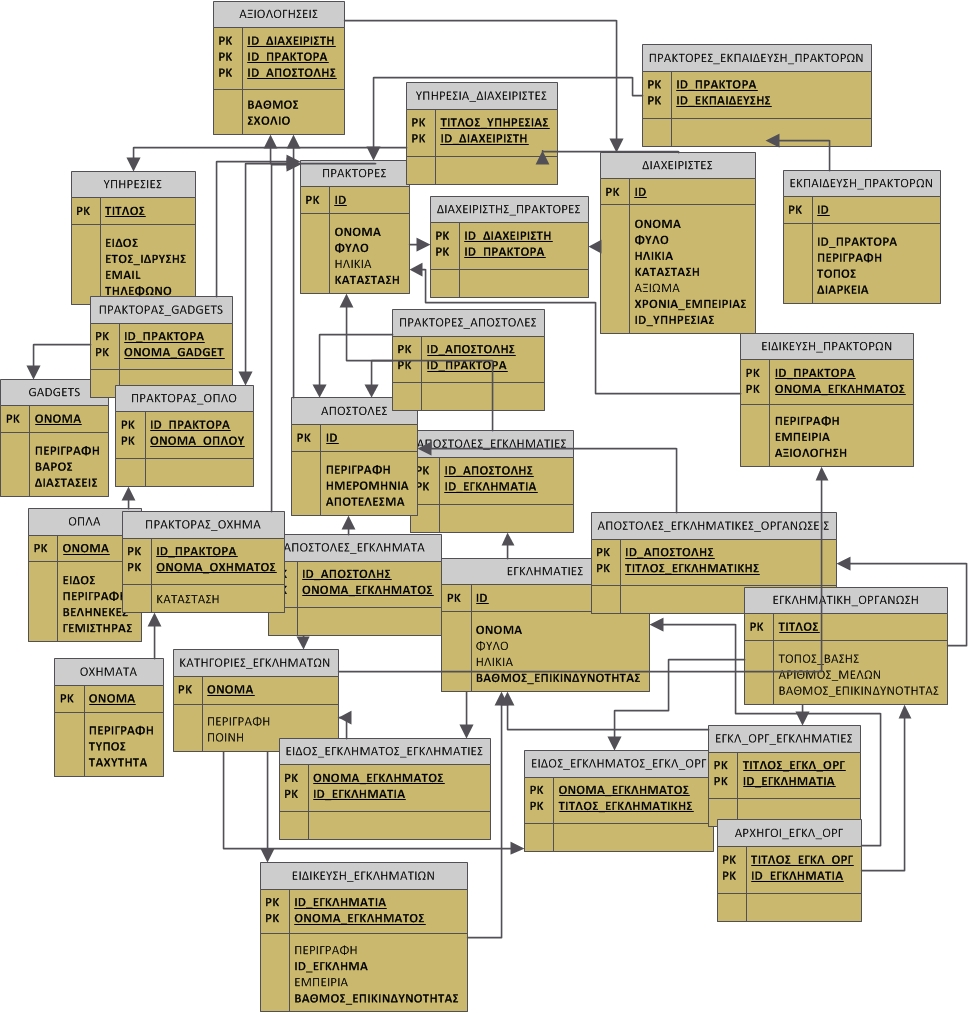 ΑΞΙΟΛΟΓΗΣΕΙΣ
PK ID_ΔΙΑΧΕΙΡΙΣΤΗ
PK ID_ΠΡΑΚΤΟΡΑ
PK ID_ΑΠΟΣΤΟΛΗΣ
ΒΑΘΜΟΣ
ΣΧΟΛΙΟ
ΠΡΑΚΤΟΡΕΣ_ΕΚΠΑΙΔΕΥΣΗ_ΠΡΑΚΤΟΡΩΝ
PK ID_ΠΡΑΚΤΟΡΑ
PK ID_ΕΚΠΑΙΔΕΥΣΗΣ
ΥΠΗΡΕΣΙΑ_ΔΙΑΧΕΙΡΙΣΤΕΣ
PK ΤΙΤΛΟΣ_ΥΠΗΡΕΣΙΑΣ
PK ID_ΔΙΑΧΕΙΡΙΣΤΗ
ΥΠΗΡΕΣΙΕΣ
PK ΤΙΤΛΟΣ
ΕΙΔΟΣ
ΕΤΟΣ_ΙΔΡΥΣΗΣ
EMAIL
ΤΗΛΕΦΩΝΟ
ΠΡΑΚΤΟΡΕΣ
PK ID
ΟΝΟΜΑ
ΦΥΛΟ
ΗΛΙΚΙΑ
ΚΑΤΑΣΤΑΣΗ
ΔΙΑΧΕΙΡΙΣΤΗΣ_ΠΡΑΚΤΟΡΕΣ
PK ID_ΔΙΑΧΕΙΡΙΣΤΗ
PK ID_ΠΡΑΚΤΟΡΑ
ΔΙΑΧΕΙΡΙΣΤΕΣ
PK ID
ΟΝΟΜΑ
ΦΥΛΟ
ΗΛΙΚΙΑ
ΚΑΤΑΣΤΑΣΗ
ΑΞΙΩΜΑ
ΧΡΟΝΙΑ_ΕΜΠΕΙΡΙΑΣ
ID_ΥΠΗΡΕΣΙΑΣ
ΕΚΠΑΙΔΕΥΣΗ_ΠΡΑΚΤΟΡΩΝ
PK ID
ID_ΠΡΑΚΤΟΡΑ
ΠΕΡΙΓΡΑΦΗ
ΤΟΠΟΣ
ΔΙΑΡΚΕΙΑ
ΠΡΑΚΤΟΡΑΣ_GADGETS
PK ID_ΠΡΑΚΤΟΡΑ
PK ΟΝΟΜΑ_GADGET
ΠΡΑΚΤΟΡΕΣ_ΑΠΟΣΤΟΛΕΣ
PK ID_ΑΠΟΣΤΟΛΗΣ
PK ID_ΠΡΑΚΤΟΡΑ
ΕΙΔΙΚΕΥΣΗ_ΠΡΑΚΤΟΡΩΝ
PK ID_ΠΡΑΚΤΟΡΑ
PK ΟΝΟΜΑ_ΕΓΚΛΗΜΑΤΟΣ
ΠΕΡΙΓΡΑΦΗ
ΕΜΠΕΙΡΙΑ
ΑΞΙΟΛΟΓΗΣΗ
GADGETS
PK ΟΝΟΜΑ
ΠΕΡΙΓΡΑΦΗ
ΒΑΡΟΣ
ΔΙΑΣΤΑΣΕΙΣ
ΠΡΑΚΤΟΡΑΣ_ΟΠΛΟ
PK ID_ΠΡΑΚΤΟΡΑ
PK ΟΝΟΜΑ_ΟΠΛΟΥ
ΑΠΟΣΤΟΛΕΣ
PK ID
ΠΕΡΙΓΡΑΦΗ
ΗΜΕΡΟΜΗΝΙΑ
ΑΠΟΤΕΛΕΣΜΑ
ΑΠΟΣΤΟΛΕΣ_ΕΓΚΛΗΜΑΤΙΕΣ
PK ID_ΑΠΟΣΤΟΛΗΣ
PK ID_ΕΓΚΛΗΜΑΤΙΑ
ΟΠΛΑ
PK ΟΝΟΜΑ
ΕΙΔΟΣ
ΠΕΡΙΓΡΑΦΗ
ΒΕΛΗΝΕΚΕΣ
ΓΕΜΙΣΤΗΡΑΣ
ΠΡΑΚΤΟΡΑΣ_ΟΧΗΜΑ
PK ID_ΠΡΑΚΤΟΡΑ
PK ΟΝΟΜΑ_ΟΧΗΜΑΤΟΣ
ΚΑΤΑΣΤΑΣΗ
ΑΠΟΣΤΟΛΕΣ_ΕΓΚΛΗΜΑΤΑ
ID_ΑΠΟΣΤΟΛΗΣ
ΟΝΟΜΑ_ΕΓΚΛΗΜΑΤΟΣ
ΑΠΟΣΤΟΛΕΣ_ΕΓΚΛΗΜΑΤΙΚΕΣ_ΟΡΓΑΝΩΣΕΙΣ
PK ID_ΑΠΟΣΤΟΛΗΣ
PK ΤΙΤΛΟΣ_ΕΓΚΛΗΜΑΤΙΚΗΣ
ΕΓΚΛΗΜΑΤΙΕΣ
PK ID
ΟΝΟΜΑ
ΦΥΛΟ
ΗΛΙΚΙΑ
ΒΑΘΜΟΣ_ΕΠΙΚΙΝΔΥΝΟΤΗΤΑΣ
ΕΓΚΛΗΜΑΤΙΚΗ_ΟΡΓΑΝΩΣΗ
PK ΤΙΤΛΟΣ
ΤΟΠΟΣ_ΒΑΣΗΣ
ΑΡΙΘΜΟΣ_ΜΕΛΩΝ
ΒΑΘΜΟΣ_ΕΠΙΚΙΝΔΥΝΟΤΗΤΑΣ
ΟΧΗΜΑΤΑ
PK ΟΝΟΜΑ
ΠΕΡΙΓΡΑΦΗ
ΤΥΠΟΣ
ΤΑΧΥΤΗΤΑ
ΚΑΤΗΓΟΡΙΕΣ_ΕΓΚΛΗΜΑΤΩΝ
PK ΟΝΟΜΑ
ΠΕΡΙΓΡΑΦΗ
ΠΟΙΝΗ
ΕΙΔΟΣ_ΕΓΚΛΗΜΑΤΟΣ_ΕΓΚΛΗΜΑΤΙΕΣ
PK ΟΝΟΜΑ_ΕΓΚΛΗΜΑΤΟΣ
PK ID_ΕΓΚΛΗΜΑΤΙΑ
ΕΙΔΟΣ_ΕΓΚΛΗΜΑΤΟΣ_ΕΓΚΛ_ΟΡΓ
PK ΟΝΟΜΑ_ΕΓΚΛΗΜΑΤΟΣ
PK ΤΙΤΛΟΣ_ΕΓΚΛΗΜΑΤΙΚΗΣ
ΕΓΚΛ_ΟΡΓ_ΕΓΚΛΗΜΑΤΙΕΣ
PK ΤΙΤΛΟΣ_ΕΓΚΛ_ΟΡΓ
PK ID_ΕΓΚΛΗΜΑΤΙΑ
ΑΡΧΗΓΟΙ_ΕΓΚΛ_ΟΡΓ
PK ΤΙΤΛΟΣ_ΕΓΚΛ_ΟΡΓ
PK ID_ΕΓΚΛΗΜΑΤΙΑ
ΕΙΔΙΚΕΥΣΗ_ΕΓΚΛΗΜΑΤΙΩΝ
PK ID_ΕΓΚΛΗΜΑΤΙΑ
PK ΟΝΟΜΑ_ΕΓΚΛΗΜΑΤΟΣ
ΠΕΡΙΓΡΑΦΗ
ID_ΕΓΚΛΗΜΑ
ΕΜΠΕΙΡΙΑ
ΒΑΘΜΟΣ_ΕΠΙΚΙΝΔΥΝΟΤΗΤΑΣ